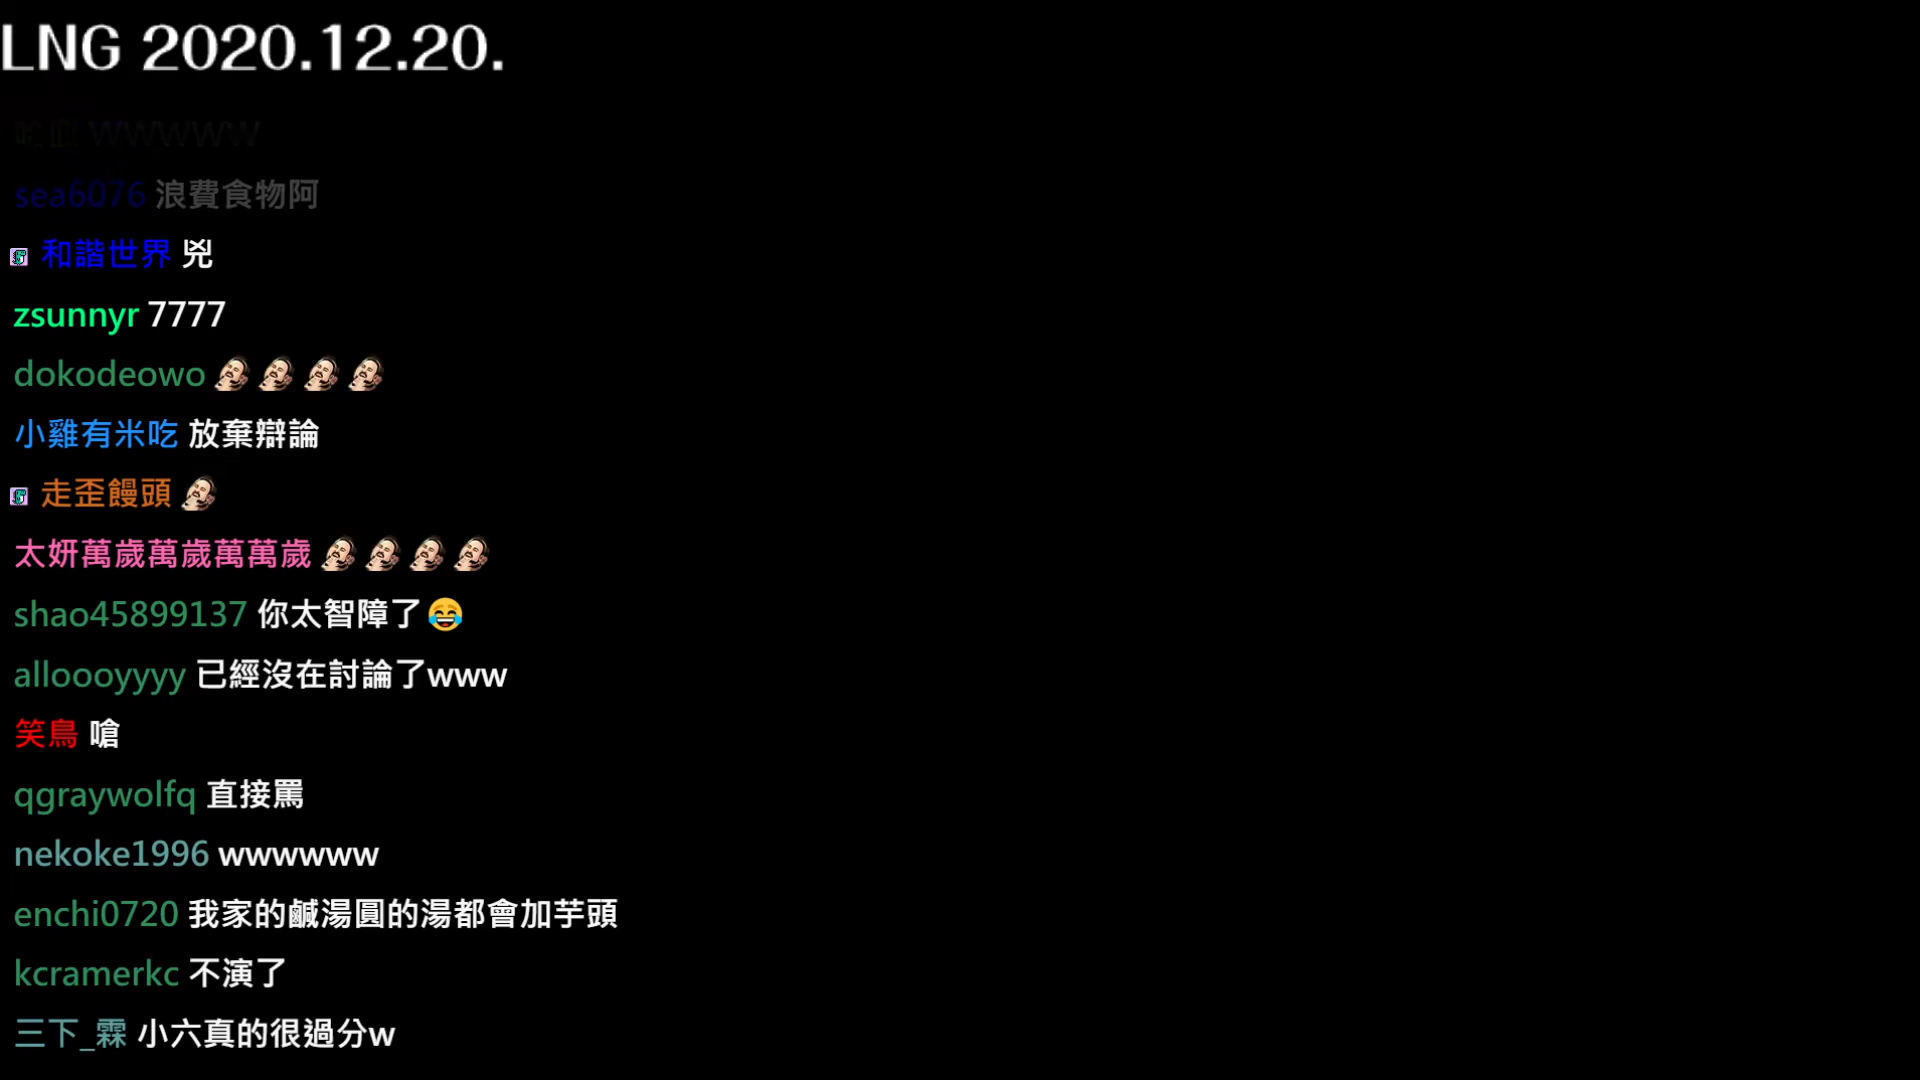 LNG 2020.12.20.
wwwww
sea6076 浪費食物阿
和諧世界 兇
zsunnyr 7777
dokodeowo
小雞有米吃 放棄辯論
走歪饅頭
太妍萬歲萬歲萬萬歲
shao45899137 你太智障了😂
alloooyyyy 已經沒在討論了www
笑鳥 嗆
qgraywolfq 直接罵
nekoke1996 wwwwww
enchi0720 我家的鹹湯圓的湯都會加芋頭
kcramerkc 不演了
三下_霖 小六真的很過分w